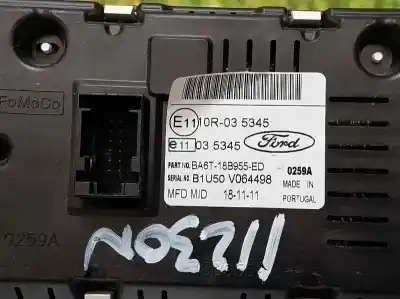 FoMoCo
E11 10R-03 5345
e11 03 5345 Ford
PART NO. BA6T-18B955-ED 0259A
SERIAL NO. B1U50 V064498 MADE IN
MFD MID 18-11-11 PORTUGAL
0259A
11230N